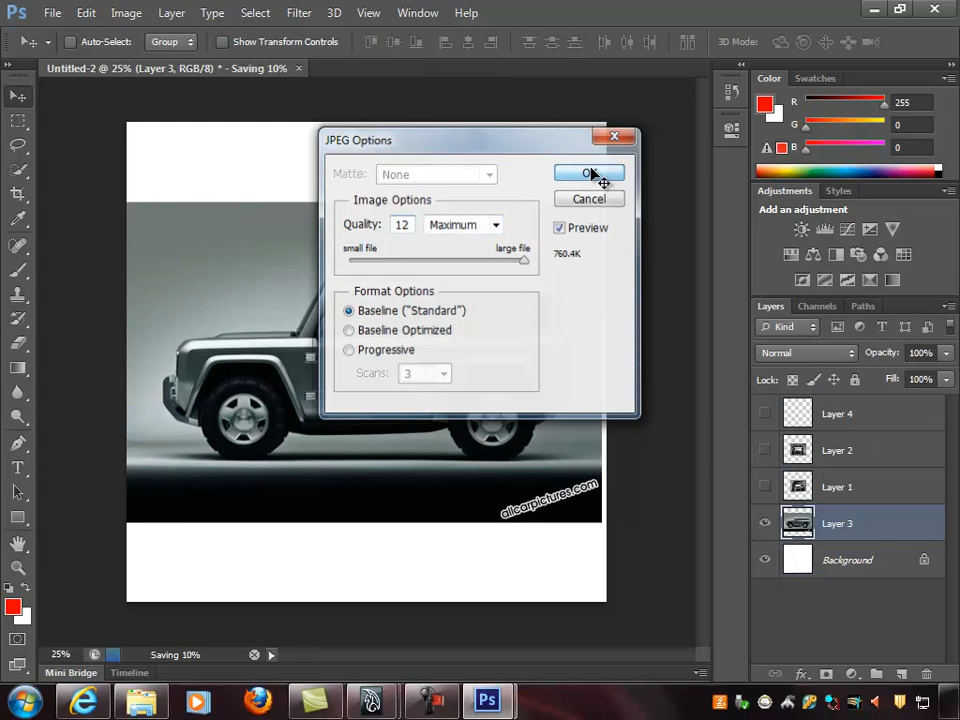 Ps File Edit Image Layer Type Select Filter 3D View Window Help
Auto-Select: Group Show Transform Controls 3D Mode:
Untitled-2 @ 25% (Layer 3, RGB/8) * - Saving 10% ×
JPEG Options
Matte: None
OK
Cancel
Image Options
Quality: 12 Maximum
Preview
small file large file
760.4K
Format Options
Baseline ("Standard")
Baseline Optimized
Progressive
Scans: 3
allcarpictures.com
Color Swatches
R 255
G 0
B 0
Adjustments Styles
Add an adjustment
Layers Channels Paths
Kind
Normal Opacity: 100%
Lock: Fill: 100%
Layer 4
Layer 2
Layer 1
Layer 3
Background
fx
25% Saving 10%
Mini Bridge Timeline
Ps